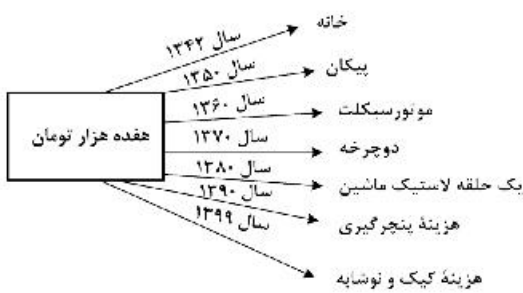 خانه
سال ۱۳۴۲
پیکان
سال ۱۳۵۰
موتورسیکلت
سال ۱۳۶۰
هفده هزار تومان
سال ۱۳۷۰
دوچرخه
سال ۱۳۸۰
یک حلقه لاستیک ماشین
سال ۱۳۹۰
هزینهٔ پنچرگیری
سال ۱۳۹۹
هزینهٔ کیک و نوشابه